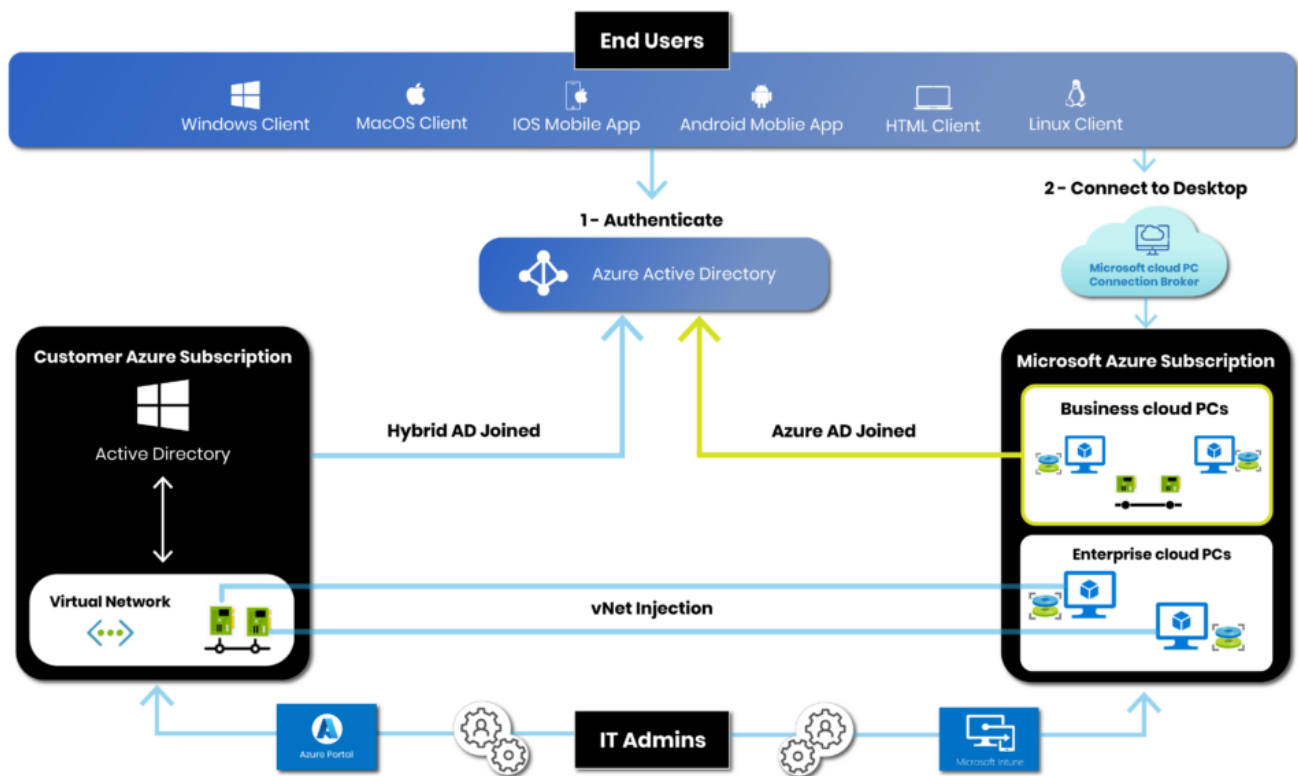 End Users
Windows Client
MacOS Client
IOS Mobile App
Android Moblie App
HTML Client
Linux Client
1 - Authenticate
2 - Connect to Desktop
Azure Active Directory
Microsoft cloud PC
Connection Broker
Customer Azure Subscription
Active Directory
Virtual Network
Hybrid AD Joined
Azure AD Joined
Microsoft Azure Subscription
Business cloud PCs
Enterprise cloud PCs
vNet Injection
Azure Portal
IT Admins
Microsoft Intune